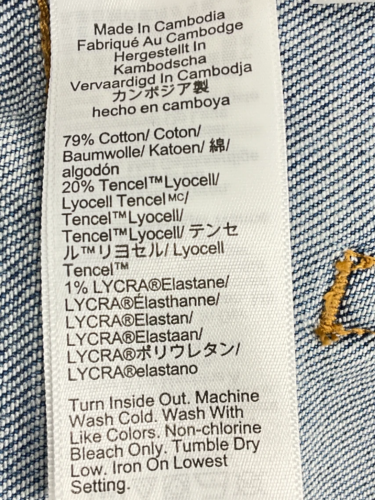 Made In Cambodia
Fabriqué Au Cambodge
Hergestellt In
Kambodscha
Vervaardigd In Cambodja
カンボジア製
hecho en camboya
79% Cotton/ Coton/
Baumwolle/ Katoen/ 綿/
algodón
20% Tencel™Lyocell/
Lyocell Tencel MC/
Tencel™Lyocell/
Tencel™Lyocell/ テンセ
ル™リヨセル/ Lyocell
Tencel™
1% LYCRA®Elastane/
LYCRA®Élasthanne/
LYCRA®Elastan/
LYCRA®Elastaan/
LYCRA®ポリウレタン/
LYCRA®elastano
Turn Inside Out. Machine
Wash Cold. Wash With
Like Colors. Non-chlorine
Bleach Only. Tumble Dry
Low. Iron On Lowest
Setting.